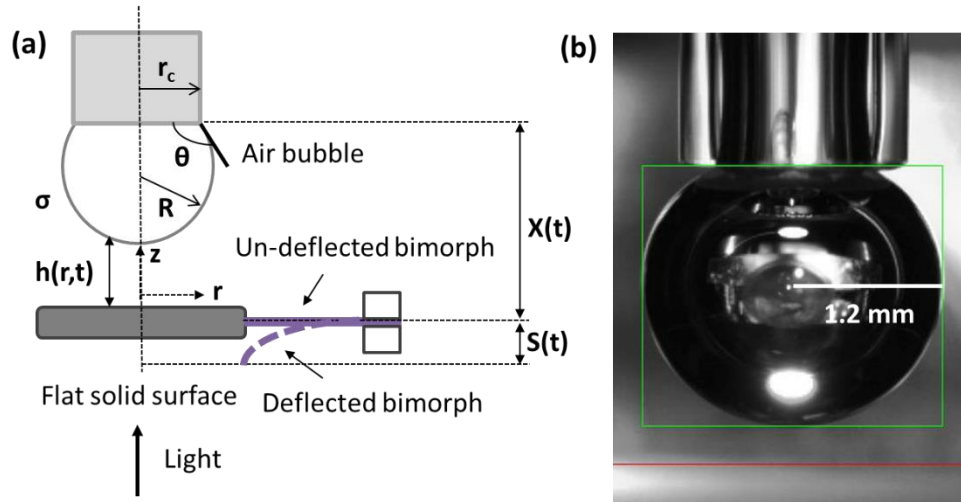 (a)
r_c
θ
Air bubble
σ
R
X(t)
Un-deflected bimorph
h(r,t)
z
r
S(t)
Flat solid surface
Deflected bimorph
Light
(b)
1.2 mm